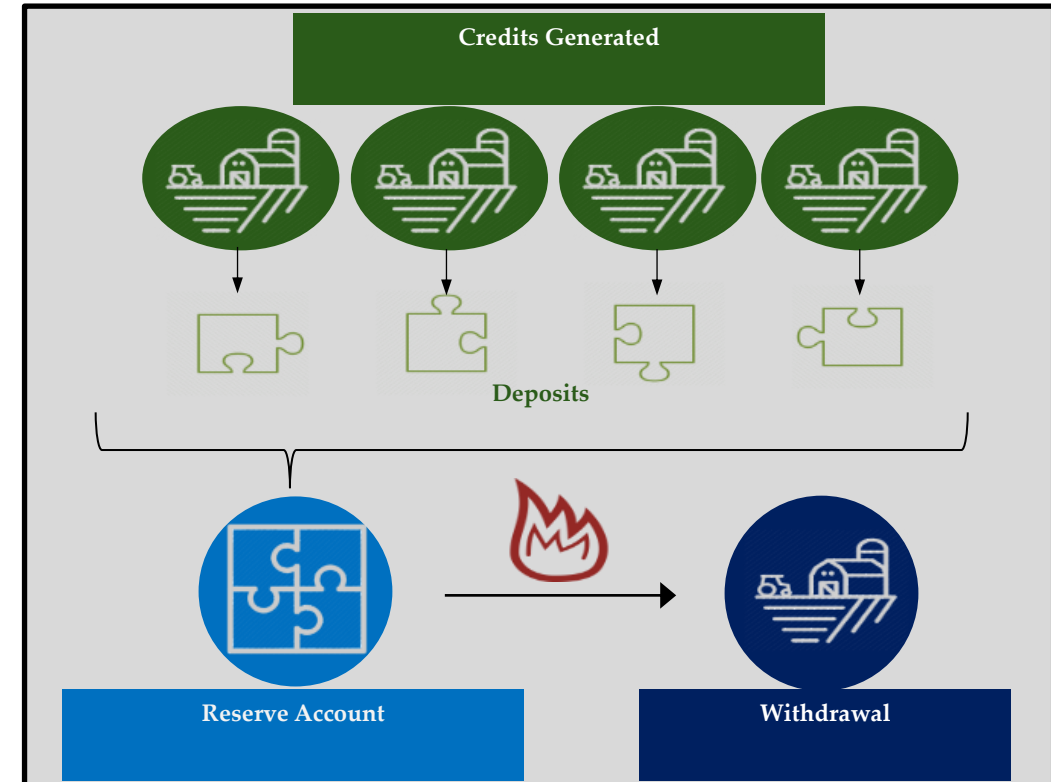 Credits Generated
Deposits
Reserve Account
Withdrawal